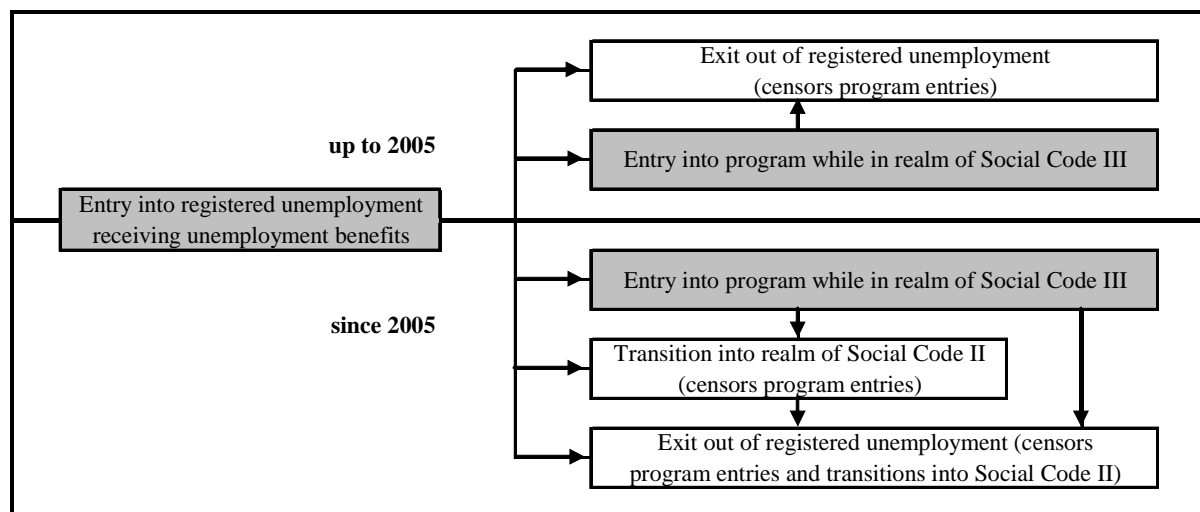 Exit out of registered unemployment
(censors program entries)
up to 2005
Entry into program while in realm of Social Code III
Entry into registered unemployment
receiving unemployment benefits
Entry into program while in realm of Social Code III
since 2005
Transition into realm of Social Code II
(censors program entries)
Exit out of registered unemployment (censors
program entries and transitions into Social Code II)